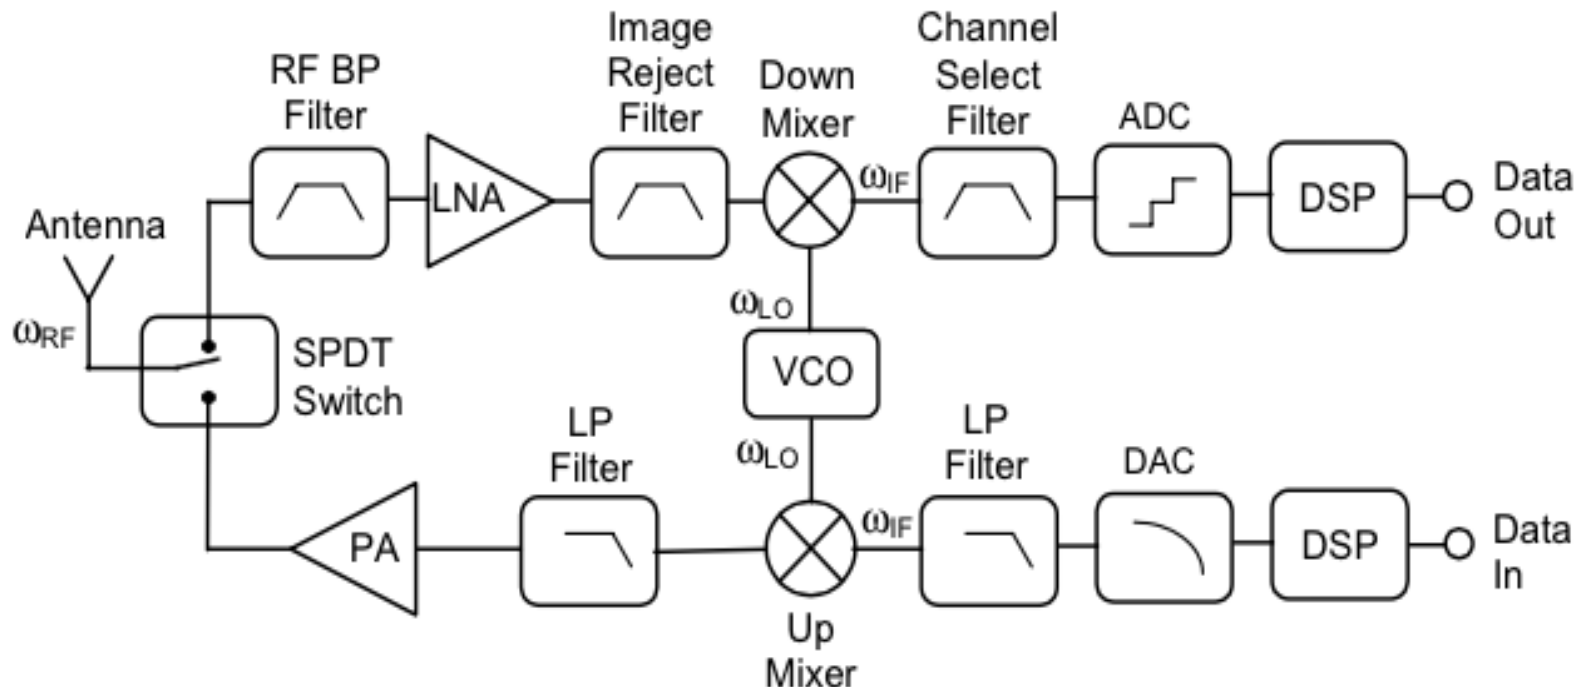 Image
Reject
Filter
Channel
Select
Filter
RF BP
Filter
Down
Mixer
ADC
LNA
ωIF
DSP
Data
Out
Antenna
ωRF
SPDT
Switch
ωLO
VCO
ωLO
LP
Filter
LP
Filter
DAC
PA
ωIF
DSP
Data
In
Up
Mixer